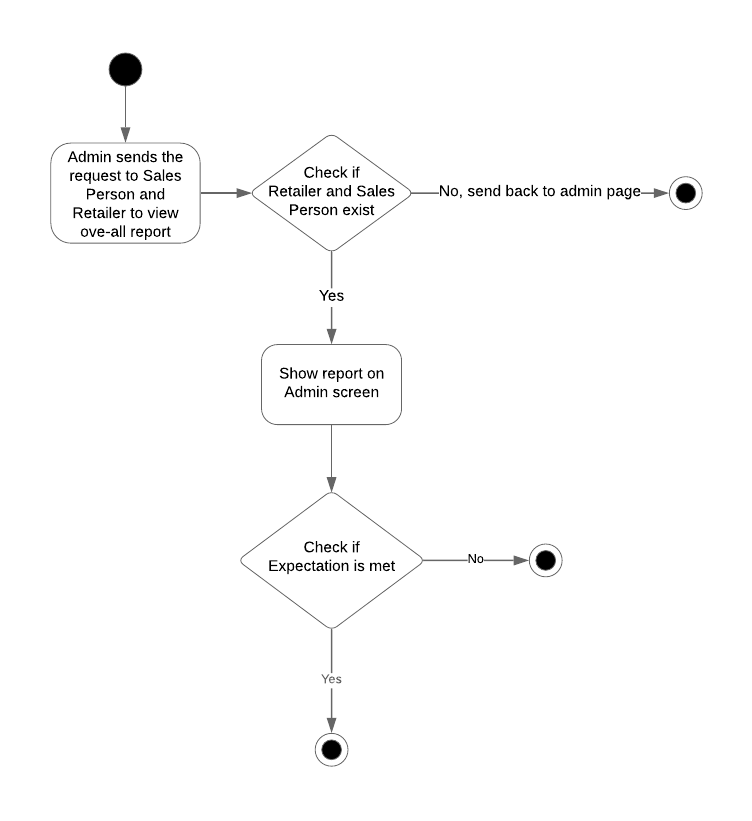 Admin sends the
request to Sales
Person and
Retailer to view
ove-all report
Check if
Retailer and Sales
Person exist
No, send back to admin page
Yes
Show report on
Admin screen
Check if
Expectation is met
No
Yes